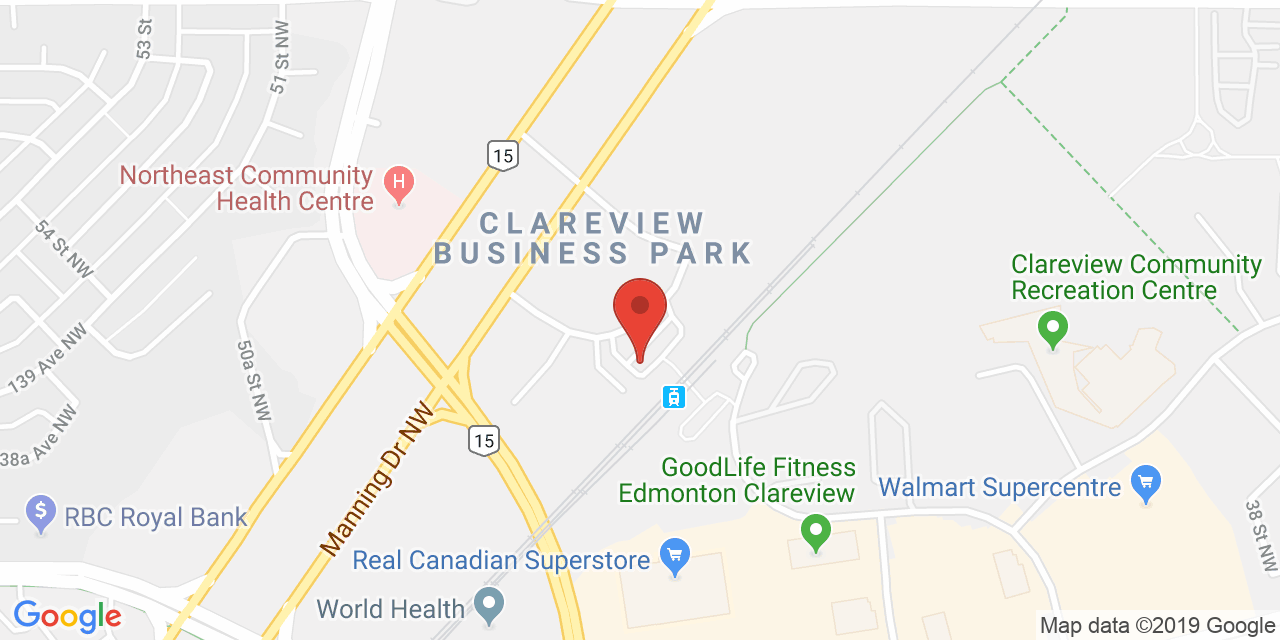 53 St
51 St NW
15
Northeast Community
Health Centre
H
CLAREVIEW
BUSINESS PARK
54 St NW
Clareview Community
Recreation Centre
139 Ave NW
50a St NW
38a Ave NW
Manning Dr NW
15
GoodLife Fitness
Edmonton Clareview
Walmart Supercentre
38 St NW
$
RBC Royal Bank
Real Canadian Superstore
World Health
Google
Map data ©2019 Google